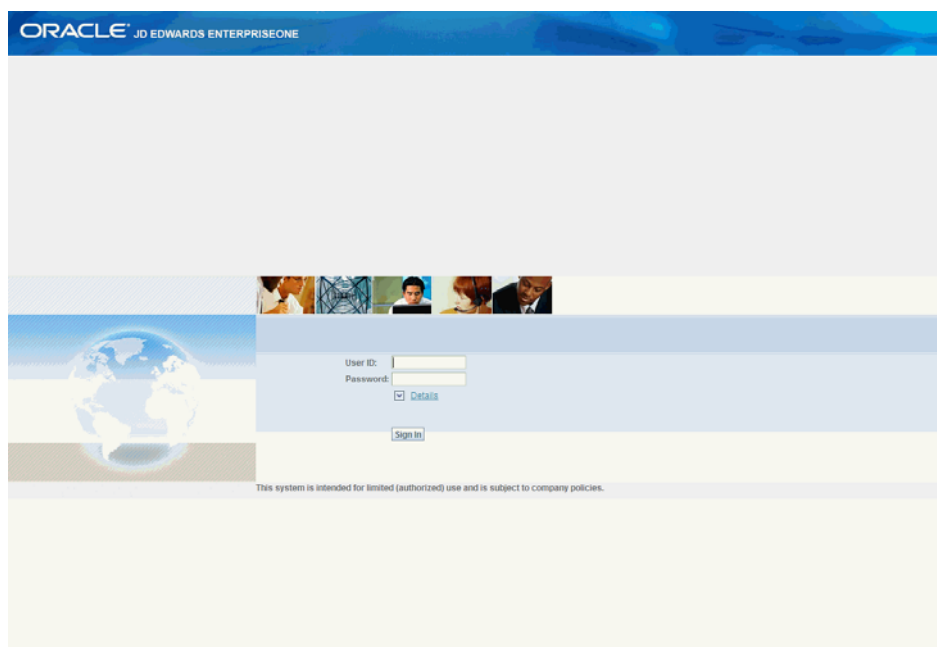 ORACLE® JD EDWARDS ENTERPRISEONE
User ID:
Password:
Details
Sign In
This system is intended for limited (authorized) use and is subject to company policies.